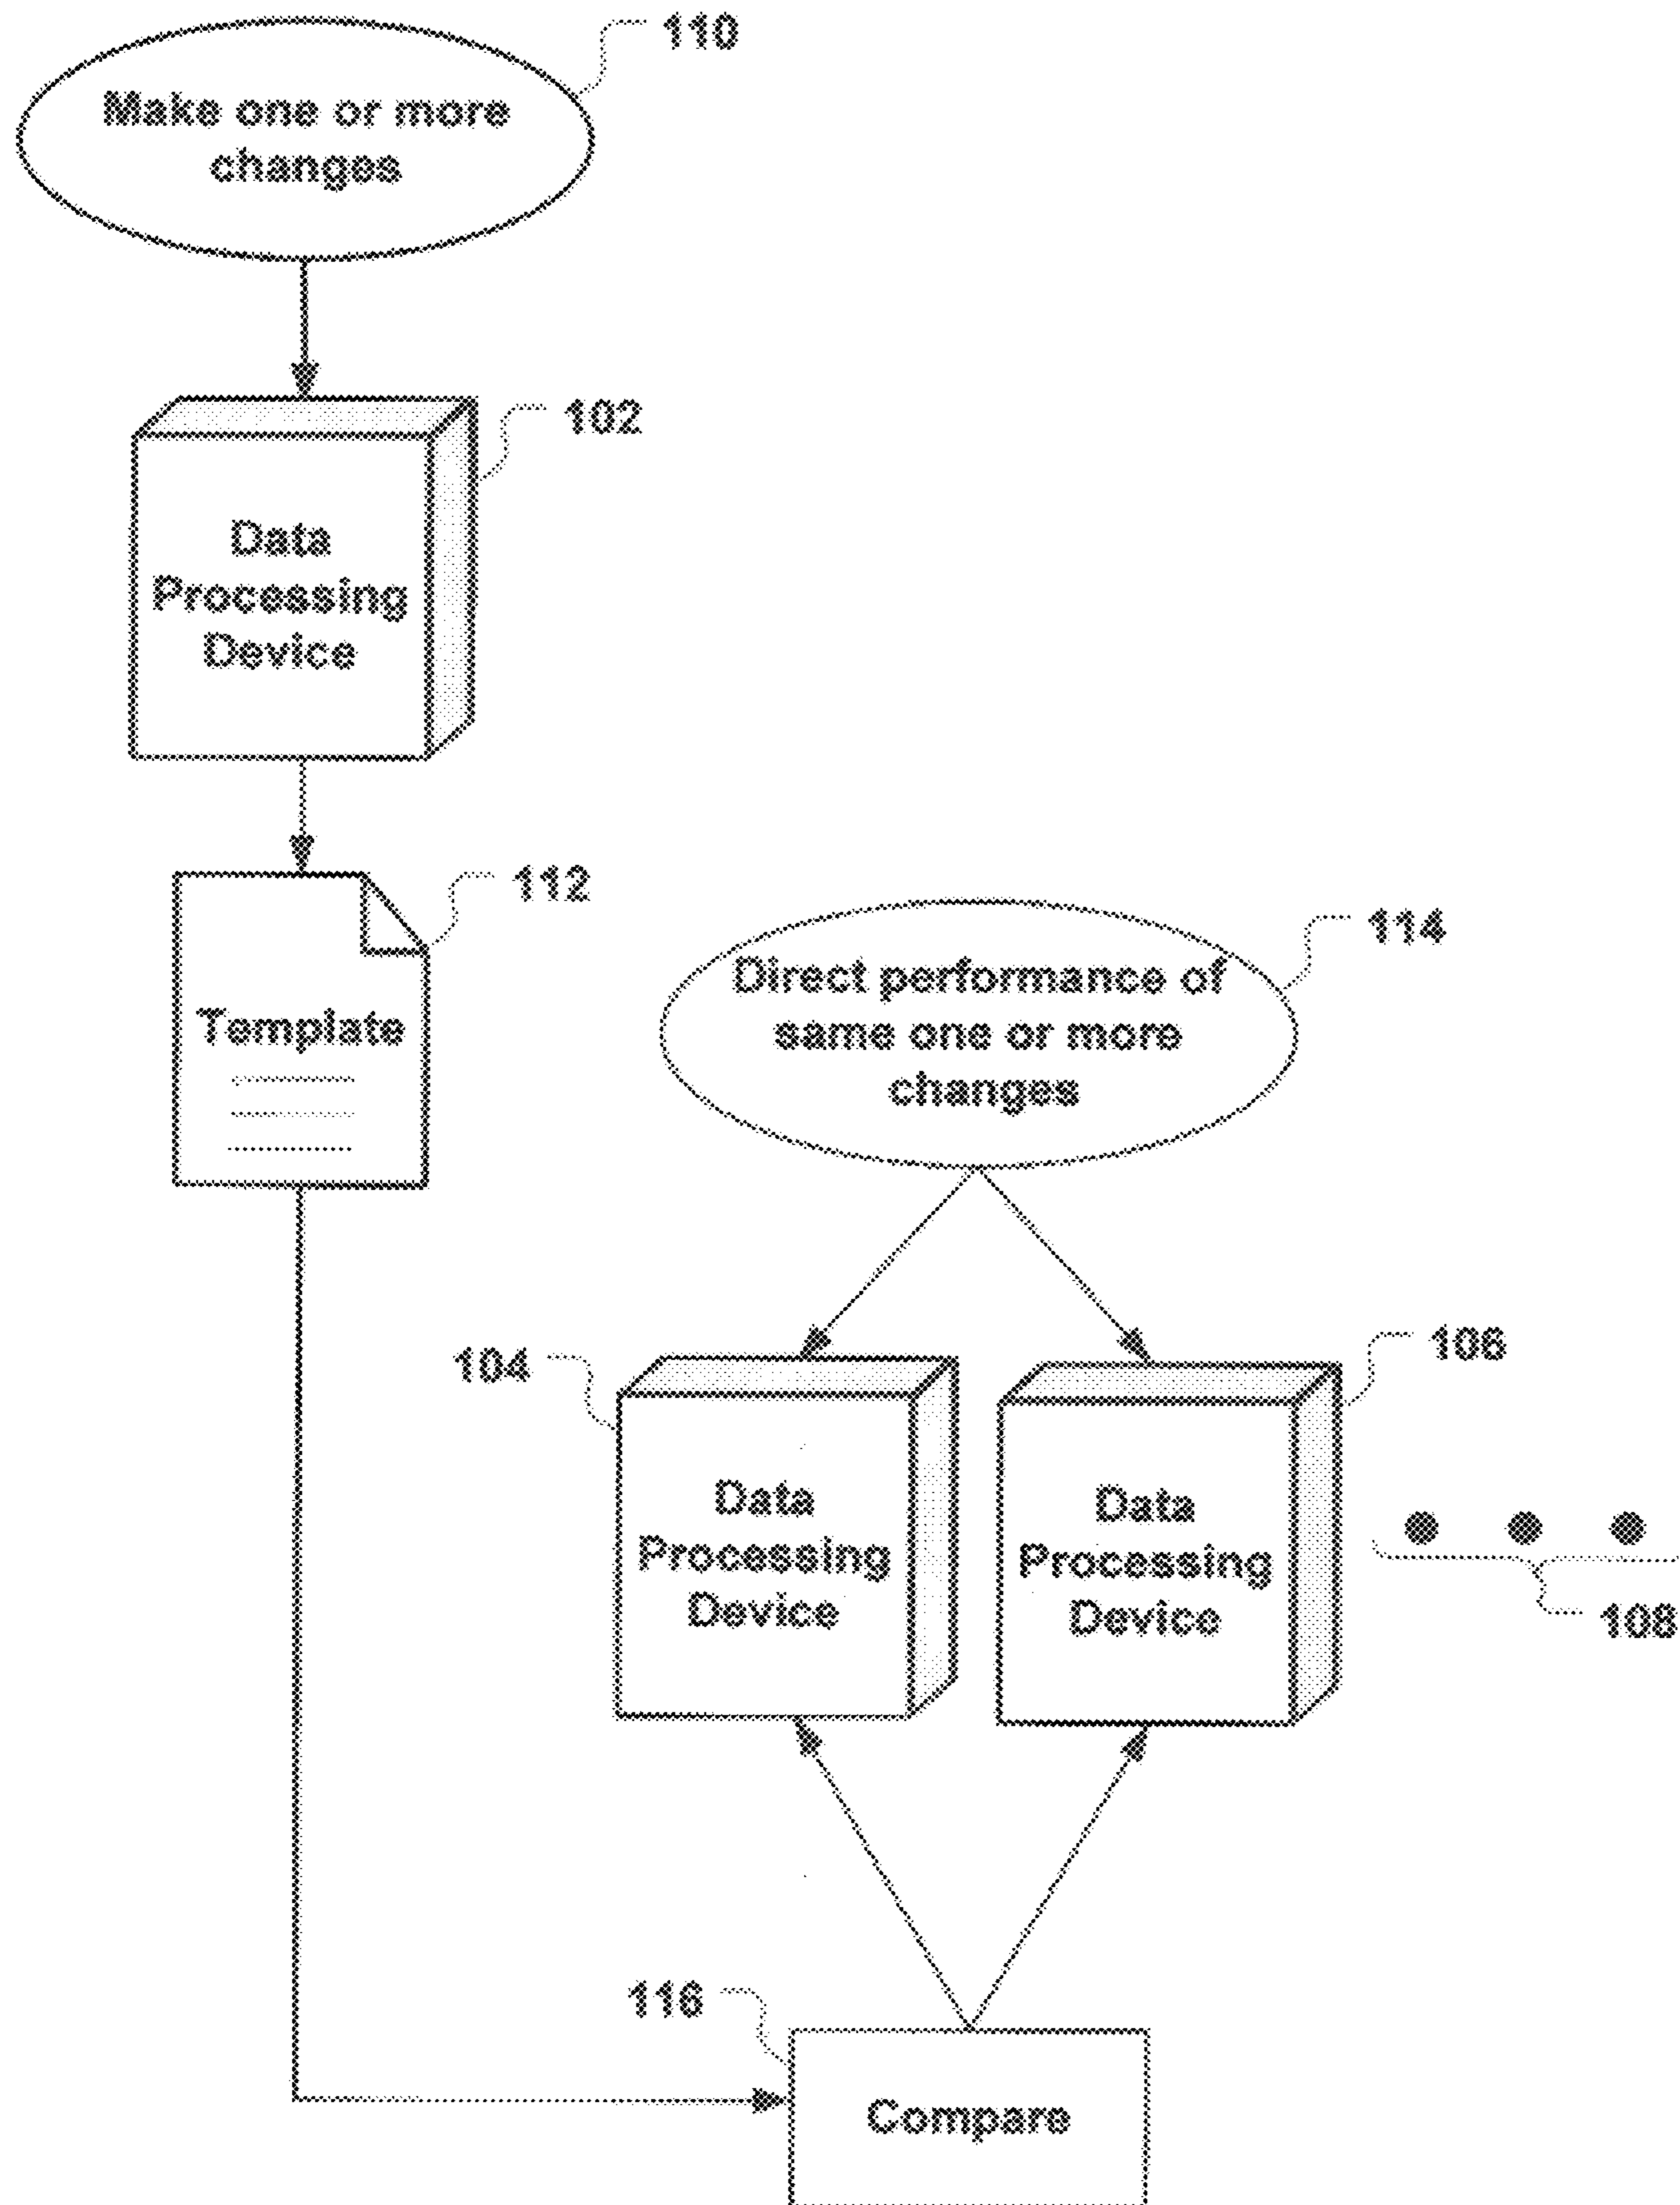 110
Make one or more
changes
102
Data
Processing
Device
112
Template
114
Direct performance of
same one or more
changes
104
106
Data
Processing
Device
Data
Processing
Device
108
116
Compare